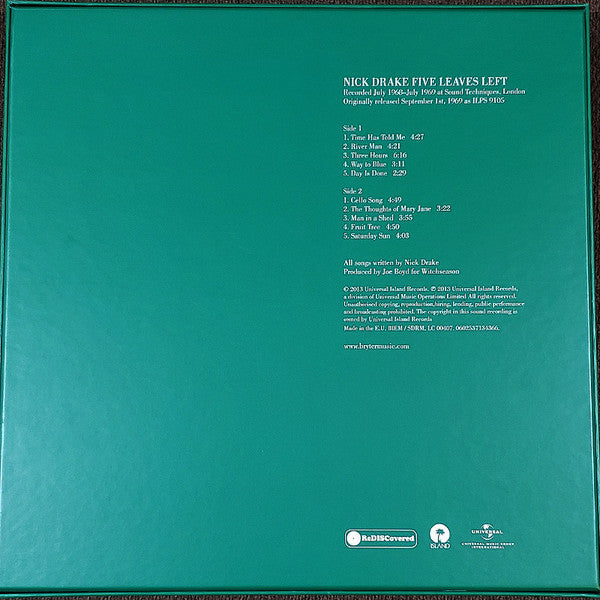 NICK DRAKE FIVE LEAVES LEFT
Recorded July 1968–July 1969 at Sound Techniques, London
Originally released September 1st, 1969 as ILPS 9105
Side 1
1. Time Has Told Me 4:27
2. River Man 4:21
3. Three Hours 6:16
4. Way to Blue 3:11
5. Day Is Done 2:29
Side 2
1. Cello Song 4:49
2. The Thoughts of Mary Jane 3:22
3. Man in a Shed 3:55
4. Fruit Tree 4:50
5. Saturday Sun 4:03
All songs written by Nick Drake
Produced by Joe Boyd for Witchseason
℗ 2013 Universal Island Records. © 2013 Universal Island Records,
a division of Universal Music Operations Limited All rights reserved.
Unauthorised copying, reproduction,hiring, lending, public performance
and broadcasting prohibited. The copyright in this sound recording is
owned by Universal Island Records
Made in the E.U. BIEM / SDRM. LC 00407. 0602537134366.
www.brytermusic.com
ReDISCovered
ISLAND
UNIVERSAL
UNIVERSAL MUSIC GROUP
INTERNATIONAL